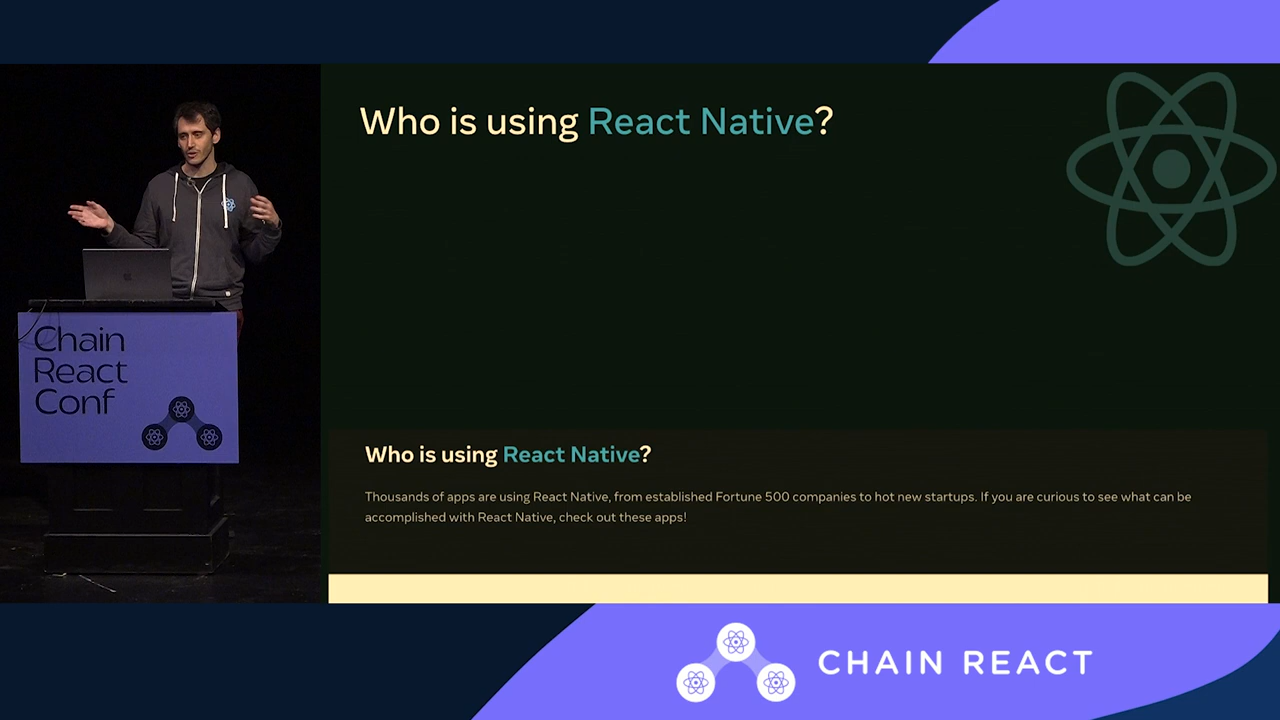 Who is using React Native?
Chain
React
Conf
Who is using React Native?
Thousands of apps are using React Native, from established Fortune 500 companies to hot new startups. If you are curious to see what can be
accomplished with React Native, check out these apps!
CHAIN REACT